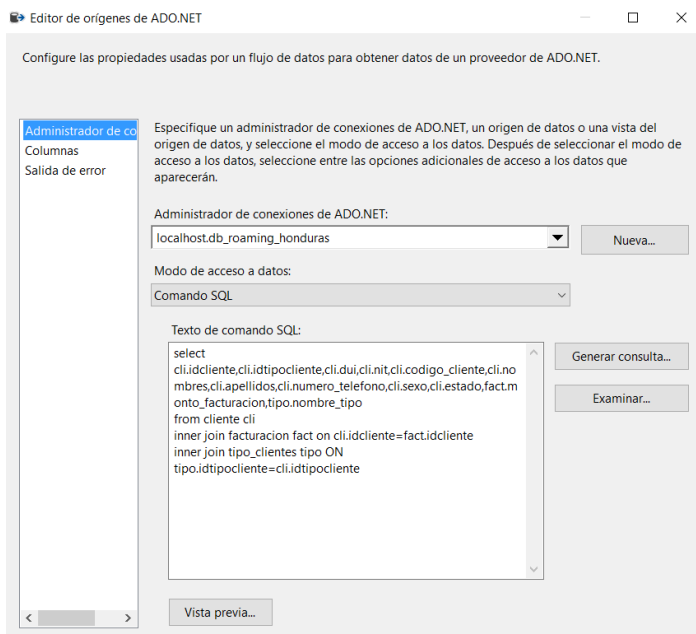 Editor de orígenes de ADO.NET
Configure las propiedades usadas por un flujo de datos para obtener datos de un proveedor de ADO.NET.
Administrador de co
Columnas
Salida de error
Especifique un administrador de conexiones de ADO.NET, un origen de datos o una vista del
origen de datos, y seleccione el modo de acceso a los datos. Después de seleccionar el modo de
acceso a los datos, seleccione entre las opciones adicionales de acceso a los datos que
aparecerán.
Administrador de conexiones de ADO.NET:
localhost.db_roaming_honduras
Nueva...
Modo de acceso a datos:
Comando SQL
Texto de comando SQL:
select
cli.idcliente,cli.idtipocliente,cli.dui,cli.nit,cli.codigo_cliente,cli.no
mbres,cli.apellidos,cli.numero_telefono,cli.sexo,cli.estado,fact.m
onto_facturacion,tipo.nombre_tipo
from cliente cli
inner join facturacion fact on cli.idcliente=fact.idcliente
inner join tipo_clientes tipo ON
tipo.idtipocliente=cli.idtipocliente
Generar consulta...
Examinar...
Vista previa...